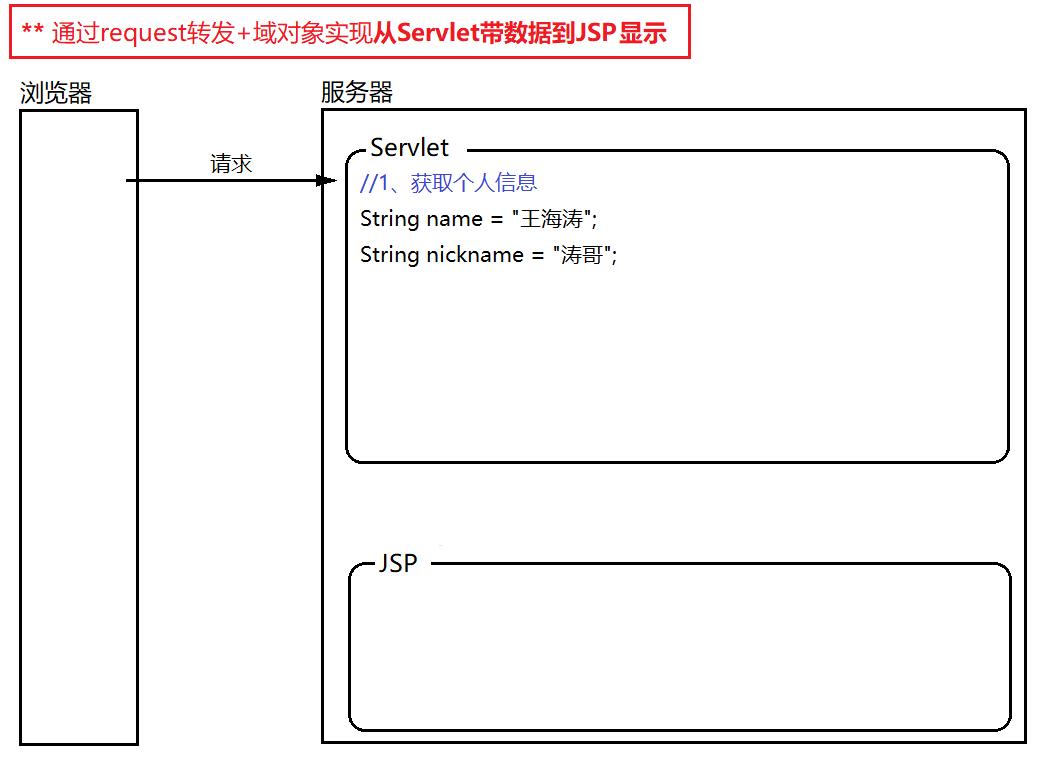 ** 通过request转发+域对象实现从Servlet带数据到JSP显示
浏览器
服务器
请求
Servlet
//1、获取个人信息
String name = "王海涛";
String nickname = "涛哥";
JSP